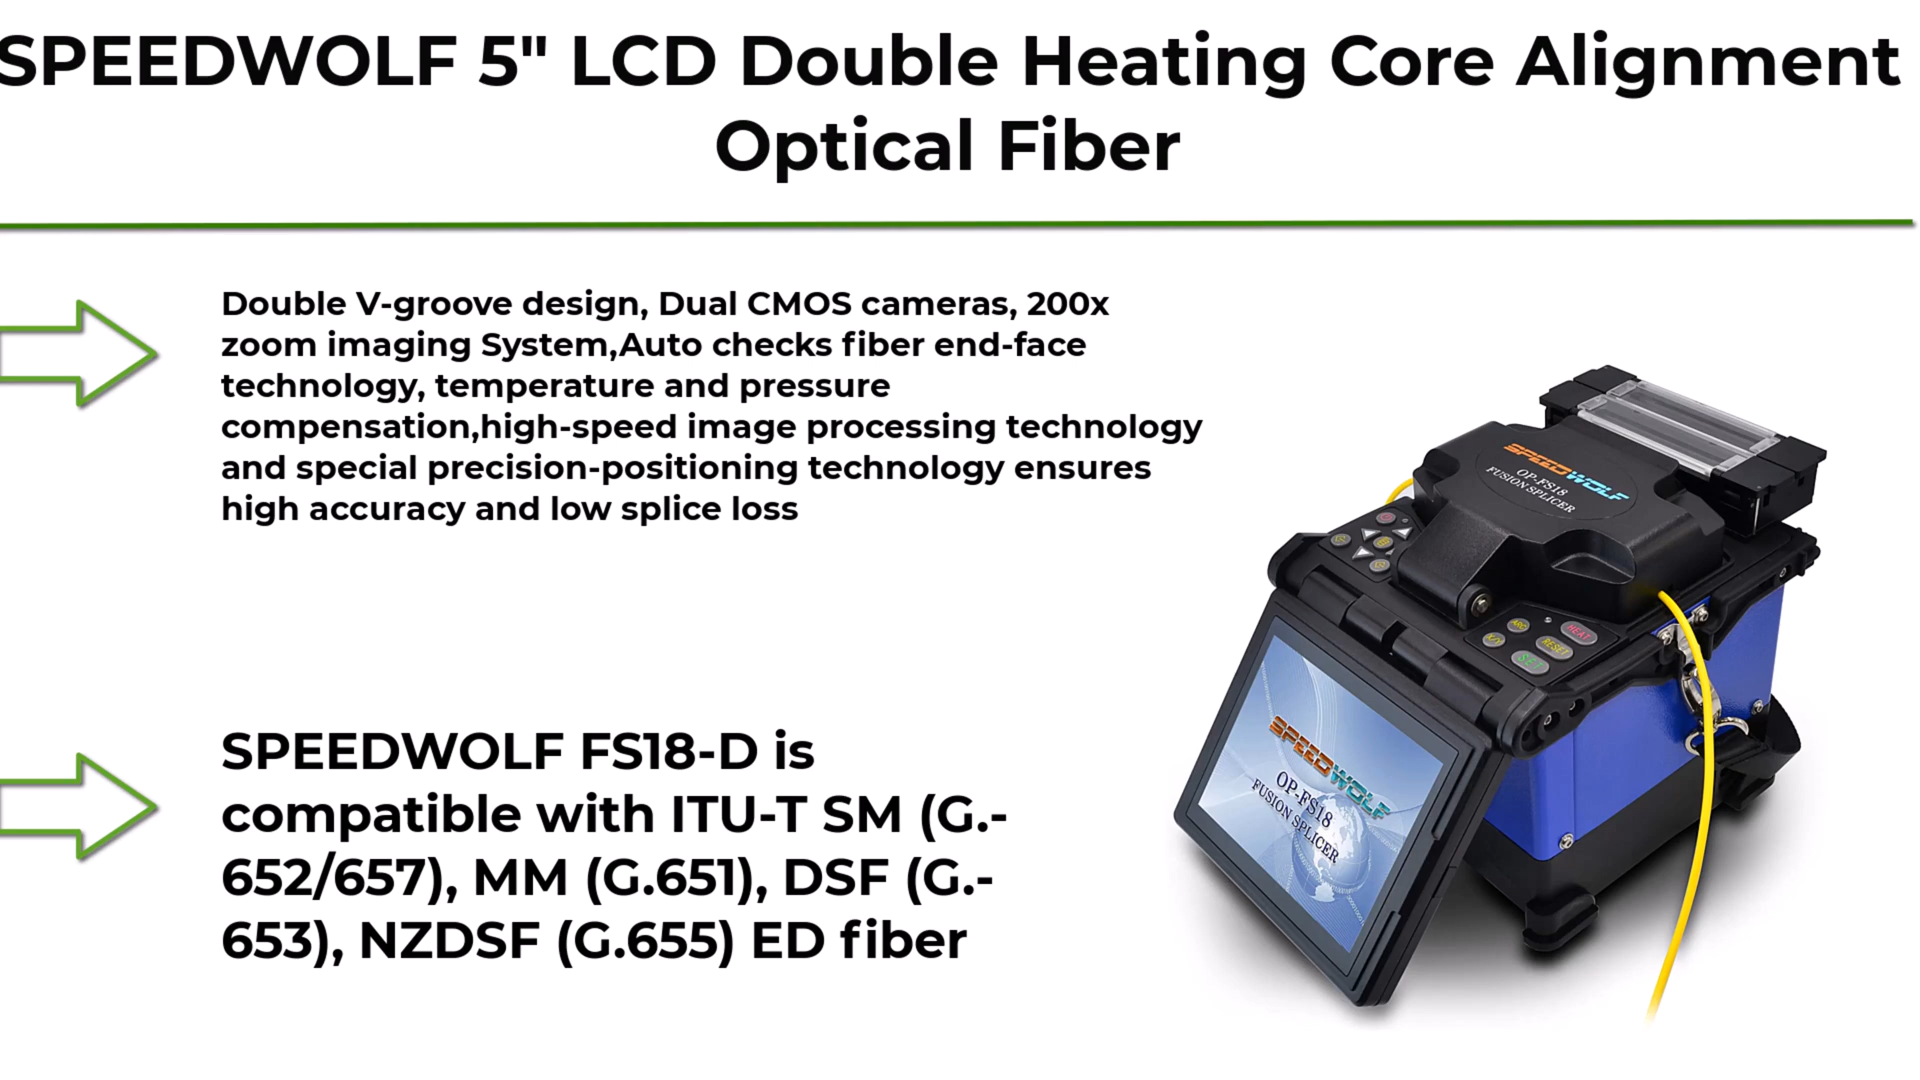 SPEEDWOLF 5" LCD Double Heating Core Alignment
Optical Fiber
Double V-groove design, Dual CMOS cameras, 200x
zoom imaging System,Auto checks fiber end-face
technology, temperature and pressure
compensation,high-speed image processing technology
and special precision-positioning technology ensures
high accuracy and low splice loss
SPEEDWOLF
OP-FS18
FUSION SPLICER
ARC
X/Y
HEAT
RESET
SET
SPEEDWOLF
OP-FS18
FUSION SPLICER
SPEEDWOLF FS18-D is
compatible with ITU-T SM (G.-
652/657), MM (G.651), DSF (G.-
653), NZDSF (G.655) ED fiber